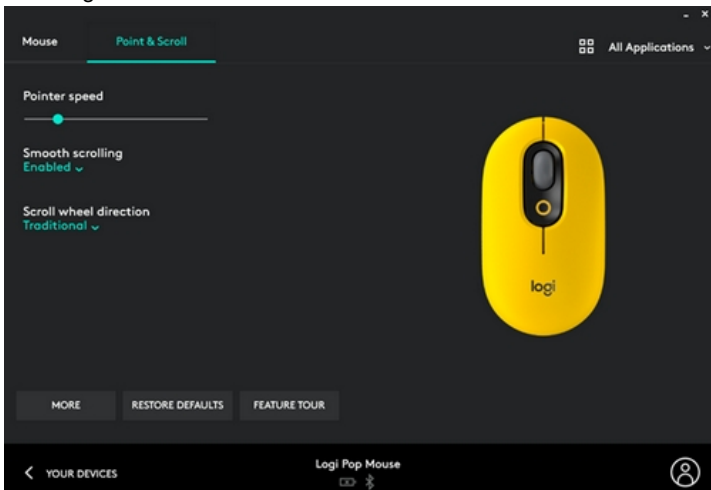 Mouse
Point & Scroll
All Applications
Pointer speed
Smooth scrolling
Enabled
Scroll wheel direction
Traditional
logi
MORE
RESTORE DEFAULTS
FEATURE TOUR
YOUR DEVICES
Logi Pop Mouse